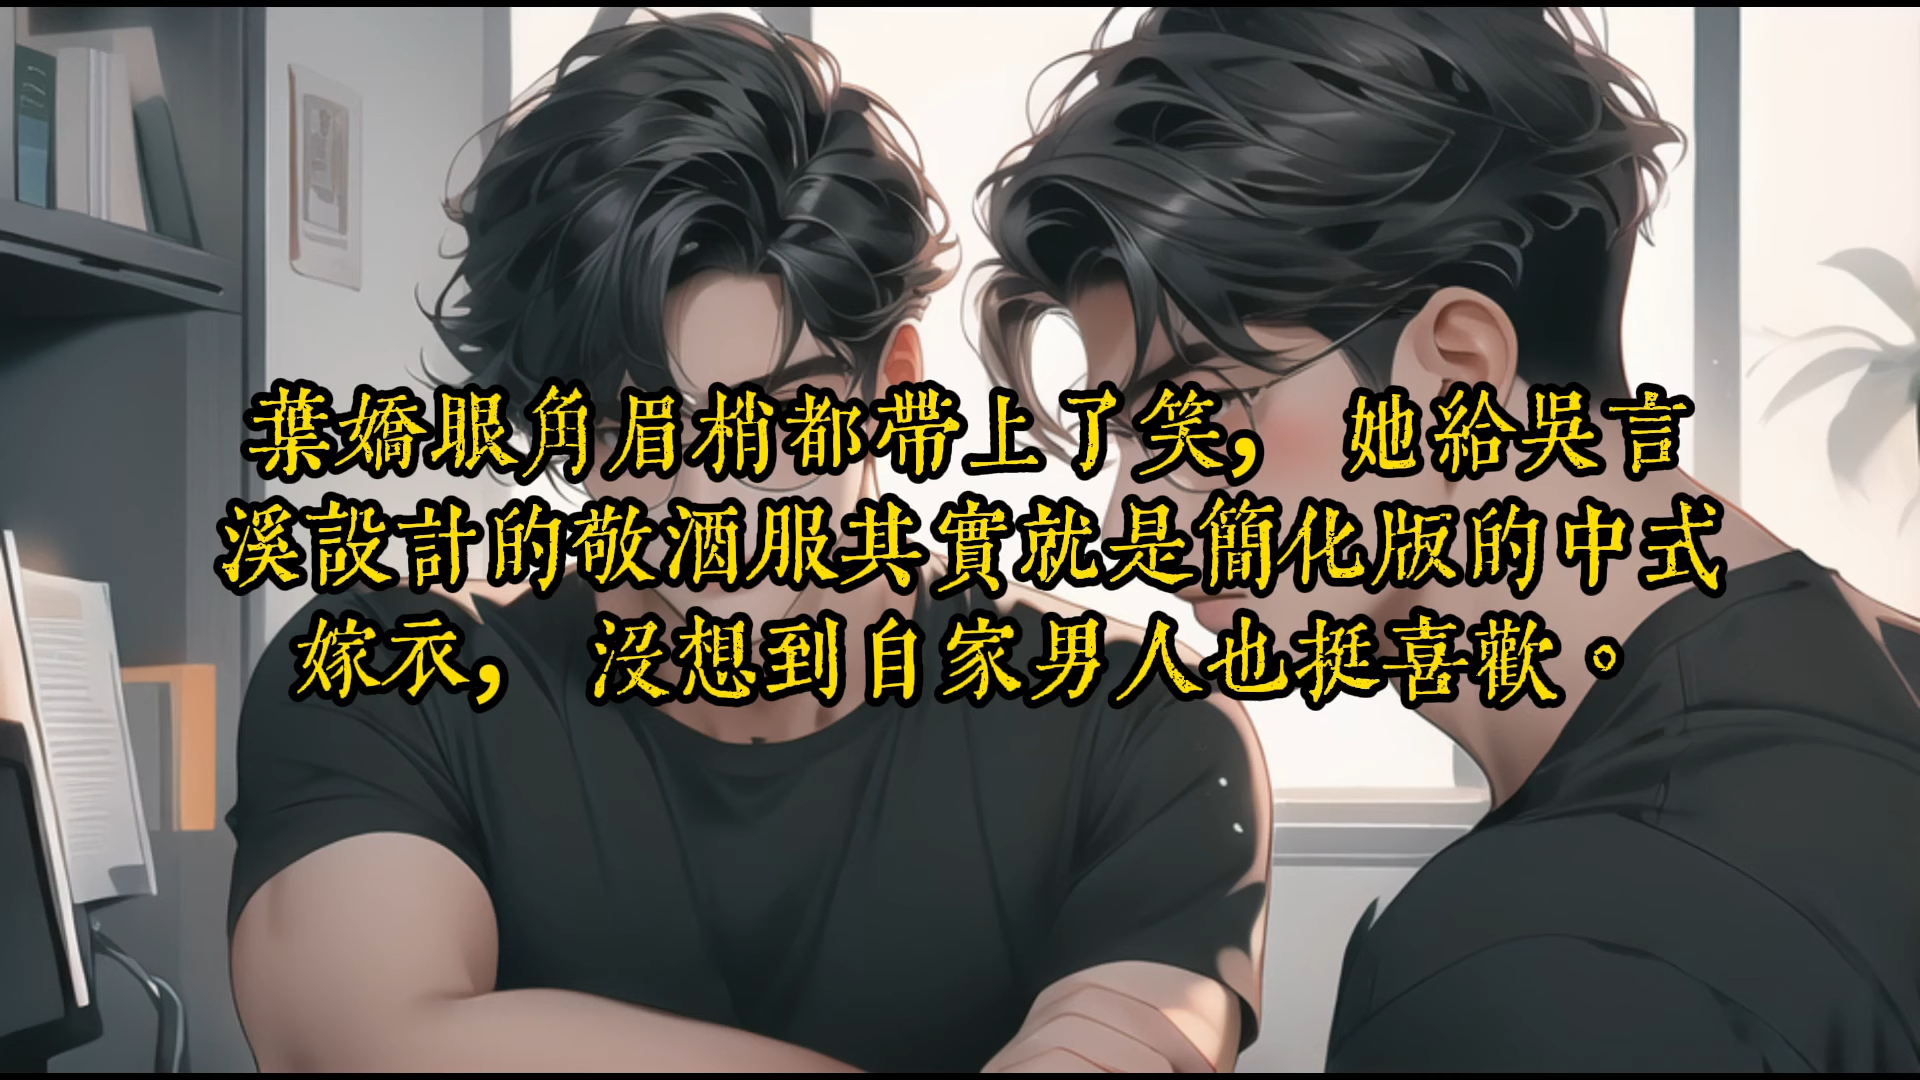 葉嬌眼角眉梢都帶上了笑，她給吳言
溪設計的敬酒服其實就是簡化版的中式
嫁衣，沒想到自家男人也挺喜歡。